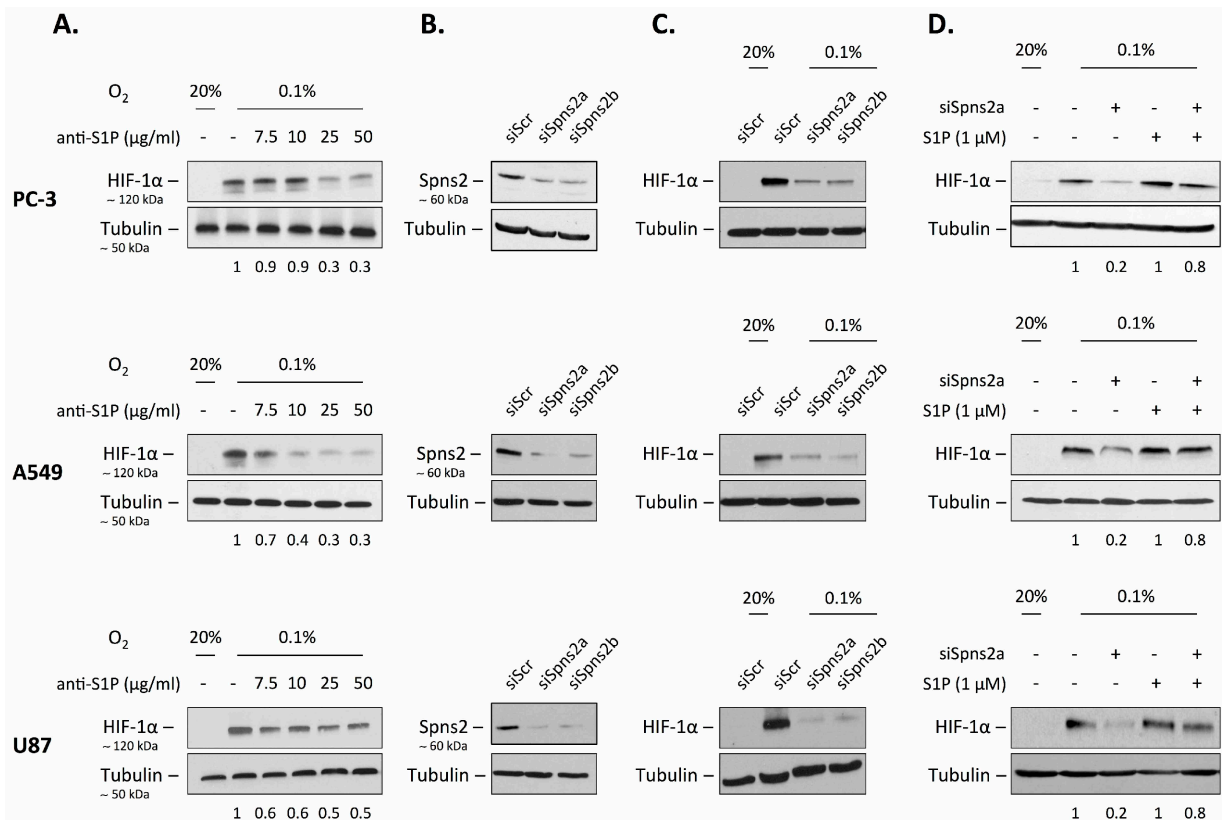 A.
B.
C.
D.
PC-3
O2 20% 0.1%
anti-S1P (µg/ml) - - 7.5 10 25 50
HIF-1α –
~ 120 kDa
Tubulin –
~ 50 kDa
1 0.9 0.9 0.3 0.3
siScr siSpns2a siSpns2b
Spns2 –
~ 60 kDa
Tubulin –
20% 0.1%
siScr siScr siSpns2a siSpns2b
HIF-1α –
Tubulin –
20% 0.1%
siSpns2a - - + - +
S1P (1 µM) - - - + +
HIF-1α –
Tubulin –
1 0.2 1 0.8
A549
O2 20% 0.1%
anti-S1P (µg/ml) - - 7.5 10 25 50
HIF-1α –
~ 120 kDa
Tubulin –
~ 50 kDa
1 0.7 0.4 0.3 0.3
siScr siSpns2a siSpns2b
Spns2 –
~ 60 kDa
Tubulin –
20% 0.1%
siScr siScr siSpns2a siSpns2b
HIF-1α –
Tubulin –
20% 0.1%
siSpns2a - - + - +
S1P (1 µM) - - - + +
HIF-1α –
Tubulin –
1 0.2 1 0.8
U87
O2 20% 0.1%
anti-S1P (µg/ml) - - 7.5 10 25 50
HIF-1α –
~ 120 kDa
Tubulin –
~ 50 kDa
1 0.6 0.6 0.5 0.5
siScr siSpns2a siSpns2b
Spns2 –
~ 60 kDa
Tubulin –
20% 0.1%
siScr siScr siSpns2a siSpns2b
HIF-1α –
Tubulin –
20% 0.1%
siSpns2a - - + - +
S1P (1 µM) - - - + +
HIF-1α –
Tubulin –
1 0.2 1 0.8